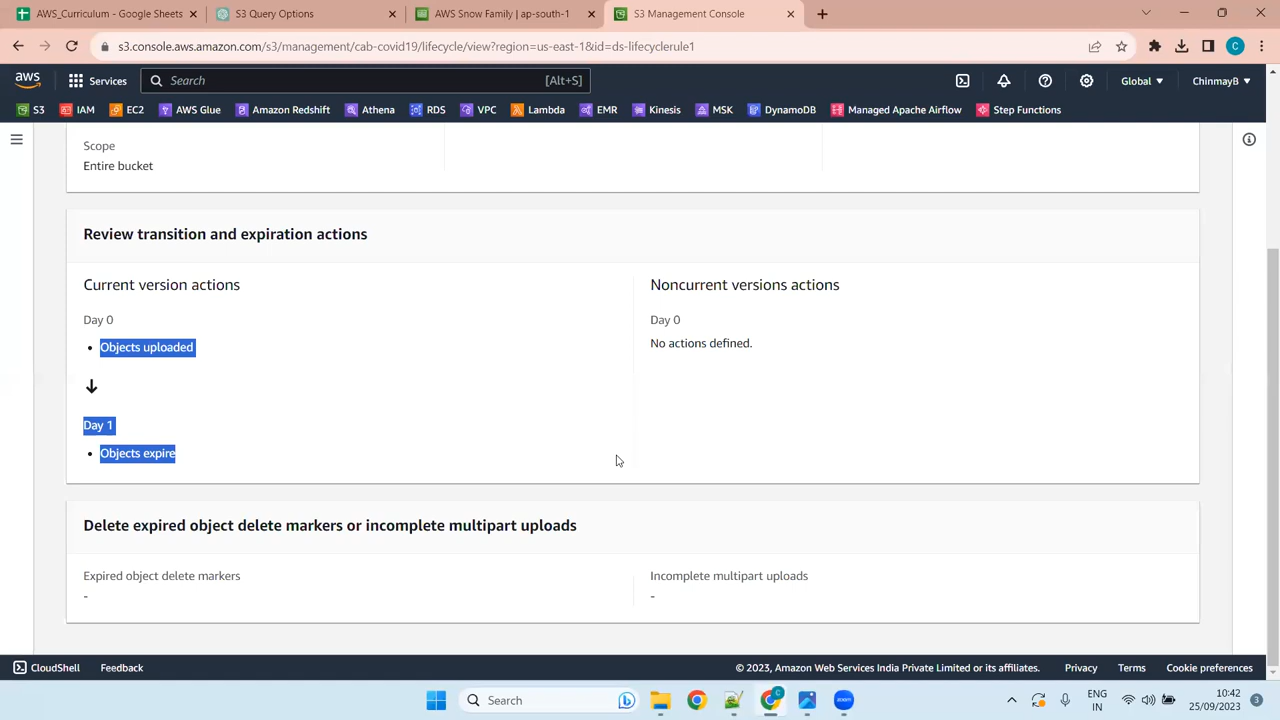 AWS_Curriculum - Google Sheets
S3 Query Options
AWS Snow Family | ap-south-1
S3 Management Console
s3.console.aws.amazon.com/s3/management/cab-covid19/lifecycle/view?region=us-east-1&id=ds-lifecyclerule1
C
aws
Services
Search
[Alt+S]
Global
ChinmayB
S3
IAM
EC2
AWS Glue
Amazon Redshift
Athena
RDS
VPC
Lambda
EMR
Kinesis
MSK
DynamoDB
Managed Apache Airflow
Step Functions
Scope
Entire bucket
Review transition and expiration actions
Current version actions
Day 0
Objects uploaded
Day 1
Objects expire
Noncurrent versions actions
Day 0
No actions defined.
Delete expired object delete markers or incomplete multipart uploads
Expired object delete markers
-
Incomplete multipart uploads
-
CloudShell
Feedback
© 2023, Amazon Web Services India Private Limited or its affiliates.
Privacy
Terms
Cookie preferences
Search
ENG
IN
10:42
25/09/2023
3